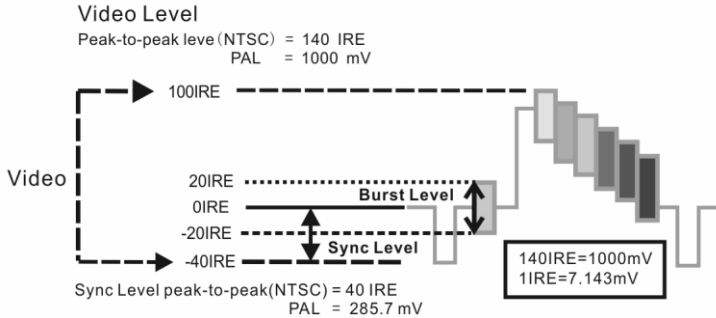 Video Level
Peak-to-peak leve(NTSC) = 140 IRE
PAL = 1000 mV
100IRE
Video
20IRE
Burst Level
0IRE
-20IRE
Sync Level
-40IRE
140IRE=1000mV
1IRE=7.143mV
Sync Level peak-to-peak(NTSC) = 40 IRE
PAL = 285.7 mV